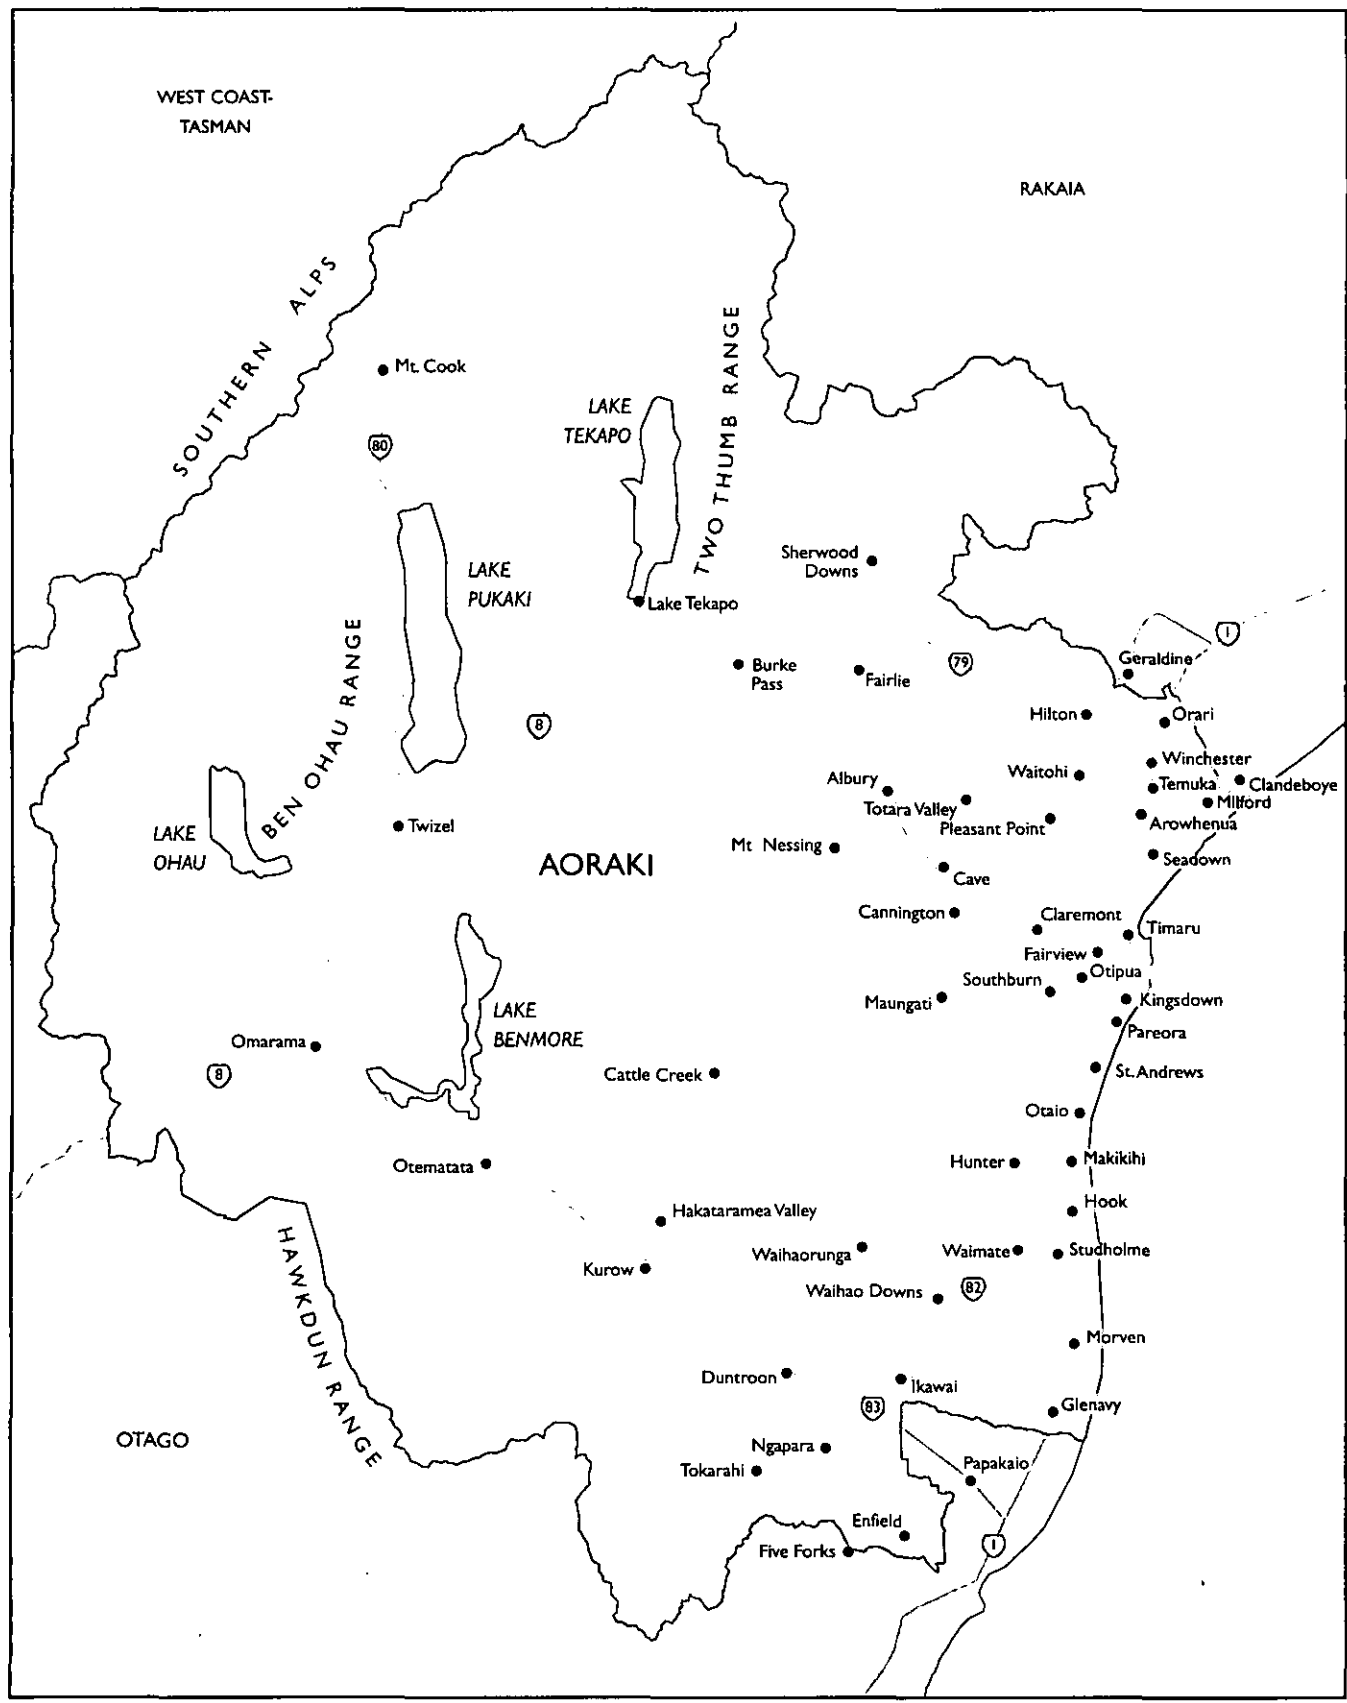 WEST COAST-
TASMAN
RAKAIA
SOUTHERN ALPS
Mt. Cook
80
LAKE
TEKAPO
TWO THUMB RANGE
Sherwood
Downs
LAKE
PUKAKI
Lake Tekapo
1
Geraldine
79
Burke
Pass
Fairlie
BEN OHAU RANGE
8
Hilton
Orari
Winchester
Waitohi
Temuka
Clandeboye
Albury
Milford
Totara Valley
Pleasant Point
Arowhenua
Twizel
LAKE
OHAU
AORAKI
Mt Nessing
Seadown
Cave
Cannington
Claremont
Timaru
Fairview
Otipua
Southburn
Maungati
Kingsdown
LAKE
BENMORE
Pareora
Omarama
8
Cattle Creek
St. Andrews
Otaio
Otematata
Hunter
Makikihi
Hook
Hakataramea Valley
Waihaorunga
Waimate
Studholme
Kurow
Waihao Downs
82
HAWKDUN RANGE
Morven
Duntroon
Ikawai
83
Glenavy
OTAGO
Ngapara
Papakaio
Tokarahi
Enfield
Five Forks
1